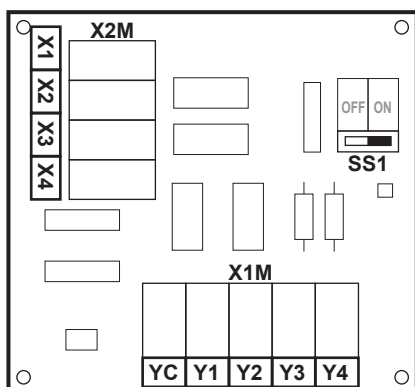 X2M
X1
X2
X3
X4
OFF ON
SS1
X1M
YC Y1 Y2 Y3 Y4